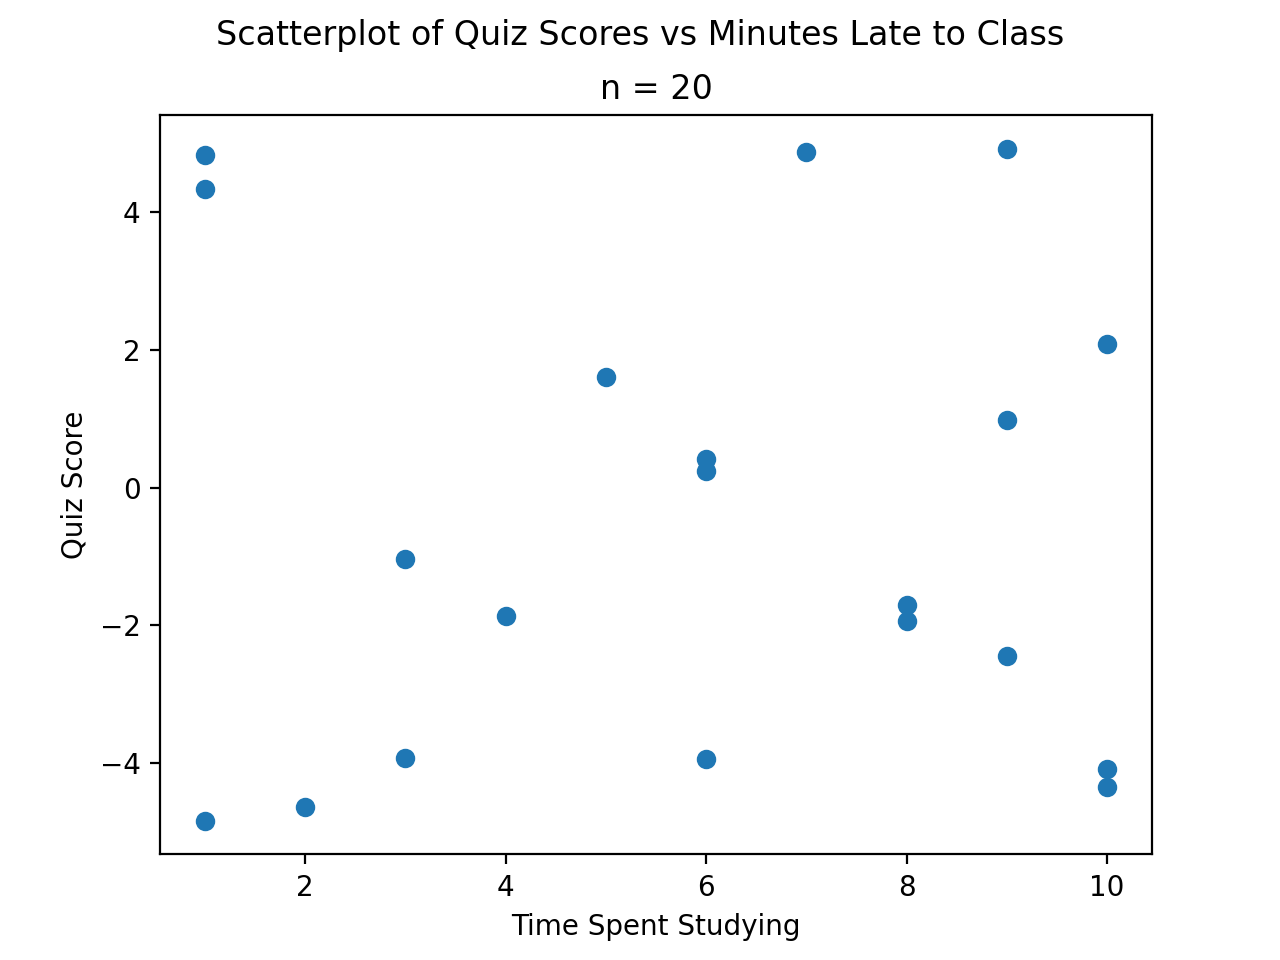 Scatterplot of Quiz Scores vs Minutes Late to Class
n = 20
4
2
0
−2
−4
Quiz Score
2 4 6 8 10
Time Spent Studying